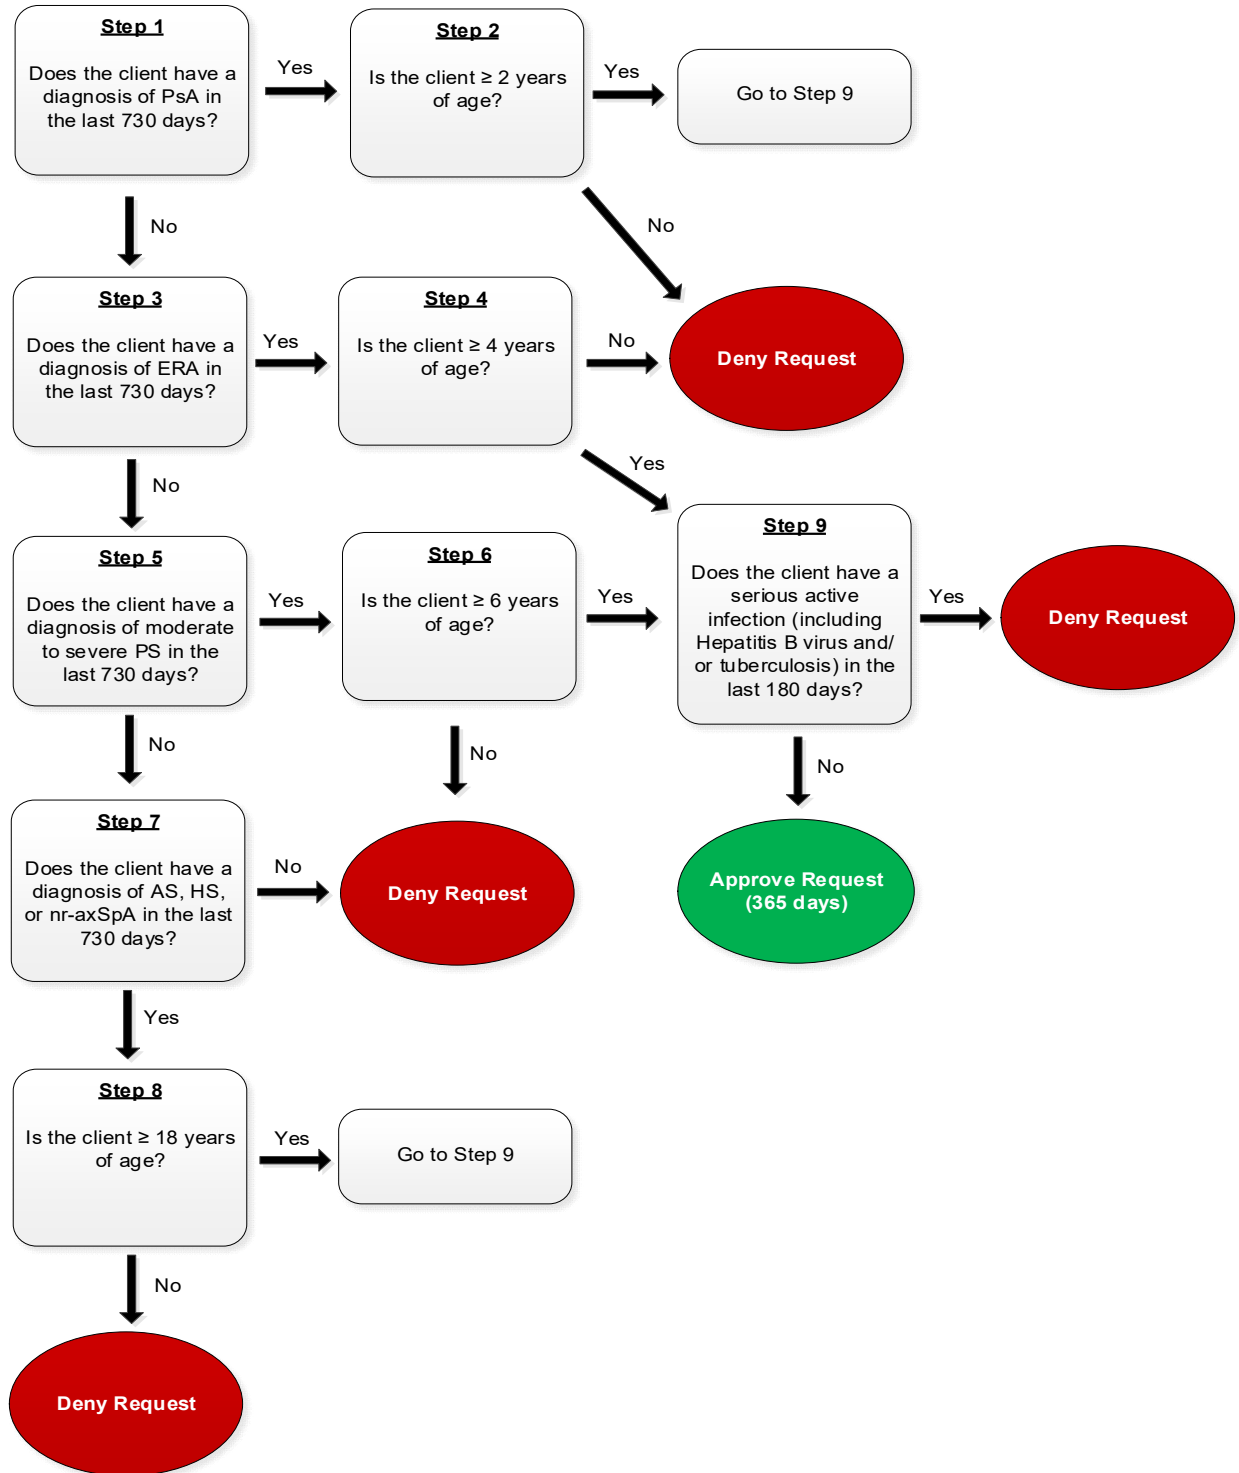 Step 1
Does the client have a
diagnosis of PsA in
the last 730 days?
Yes
Step 2
Is the client ≥ 2 years
of age?
Yes
Go to Step 9
No
No
Step 3
Does the client have a
diagnosis of ERA in
the last 730 days?
Yes
Step 4
Is the client ≥ 4 years
of age?
No
Deny Request
No
Yes
Step 5
Does the client have a
diagnosis of moderate
to severe PS in the
last 730 days?
Yes
Step 6
Is the client ≥ 6 years
of age?
Yes
Step 9
Does the client have a
serious active
infection (including
Hepatitis B virus and/
or tuberculosis) in the
last 180 days?
Yes
Deny Request
No
No
No
Step 7
Does the client have a
diagnosis of AS, HS,
or nr-axSpA in the last
730 days?
No
Deny Request
Approve Request
(365 days)
Yes
Step 8
Is the client ≥ 18 years
of age?
Yes
Go to Step 9
No
Deny Request